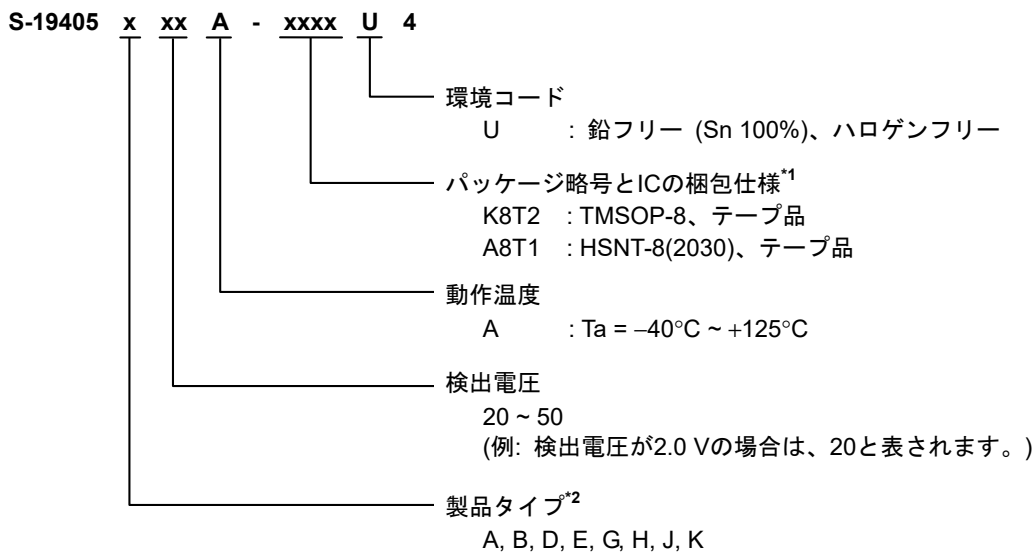 S-19405 x xx A - xxxx U 4
環境コード
U : 鉛フリー (Sn 100%)、ハロゲンフリー
パッケージ略号とICの梱包仕様*1
K8T2 : TMSOP-8、テープ品
A8T1 : HSNT-8(2030)、テープ品
動作温度
A : Ta = −40°C ~ +125°C
検出電圧
20 ~ 50
(例: 検出電圧が2.0 Vの場合は、20と表されます。)
製品タイプ*2
A, B, D, E, G, H, J, K